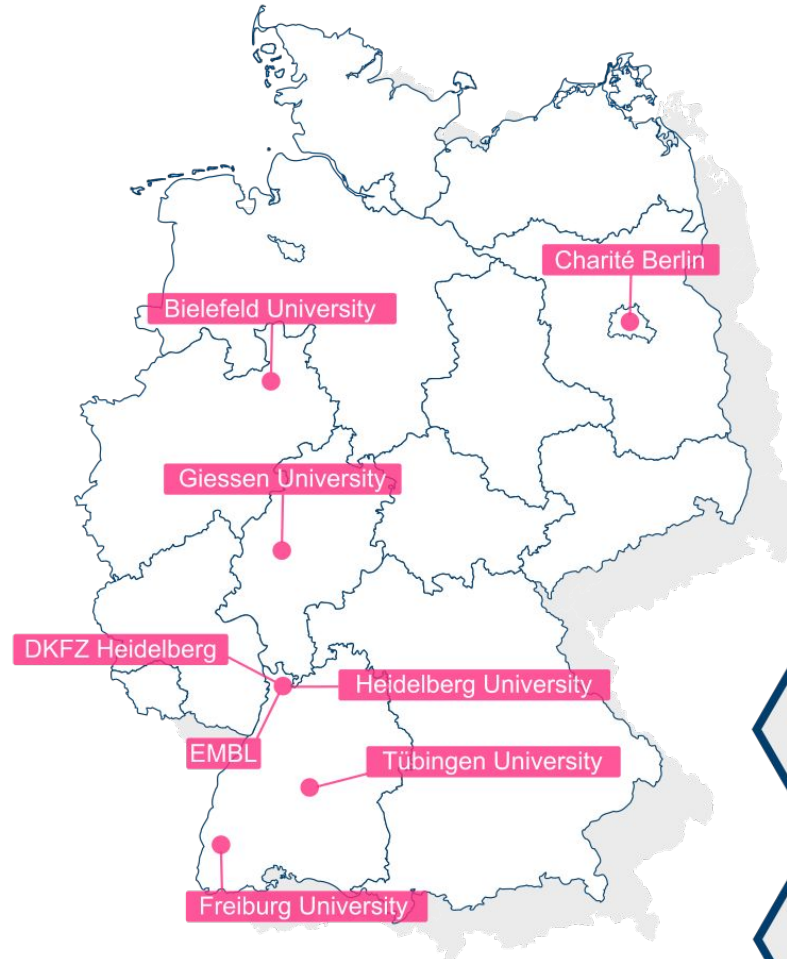 Charité Berlin
Bielefeld University
Giessen University
DKFZ Heidelberg
Heidelberg University
EMBL
Tübingen University
Freiburg University